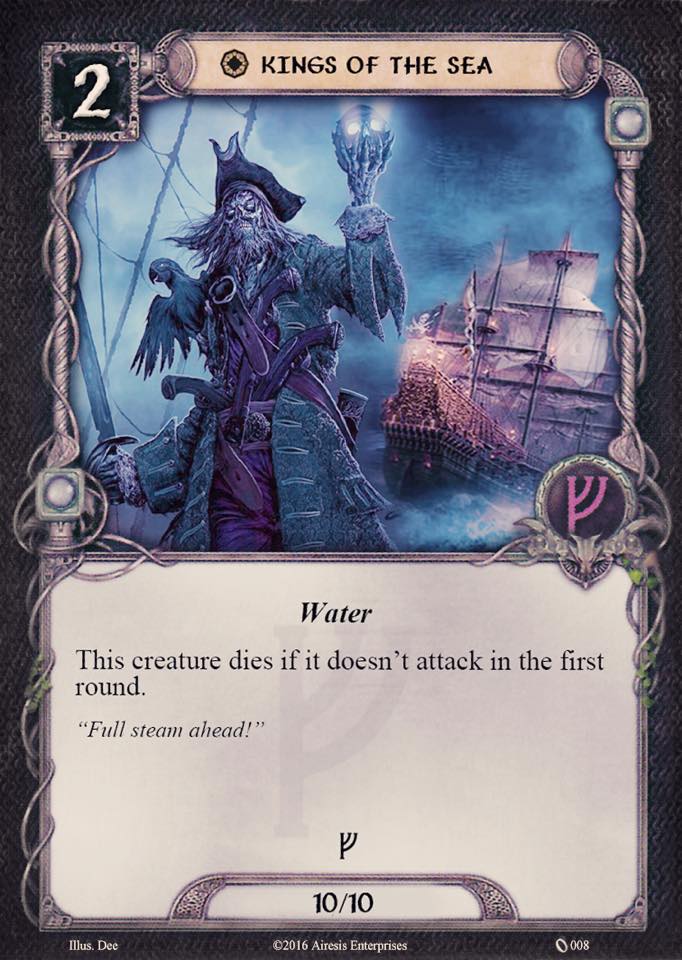 2
KINGS OF THE SEA
Water
This creature dies if it doesn’t attack in the first
round.
“Full steam ahead!”
10/10
Illus. Dee
©2016 Airesis Enterprises
008